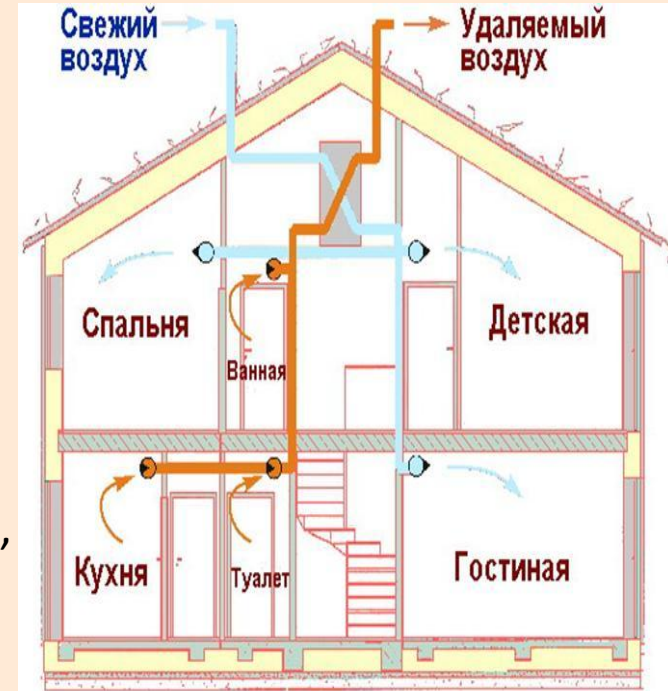 Свежий
воздух
Удаляемый
воздух
Спальня
Ванная
Детская
,
Кухня
Туалет
Гостиная